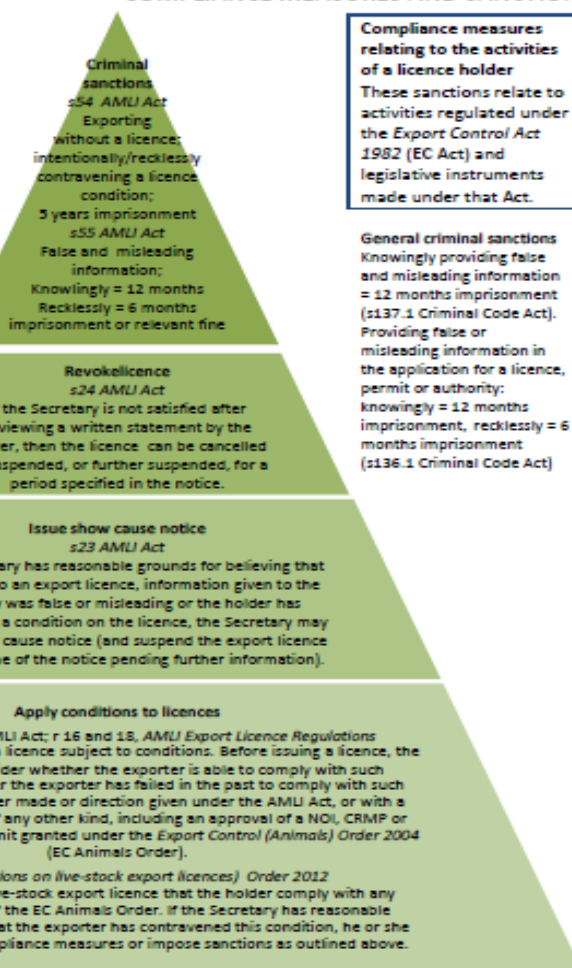 Criminal
sanctions
s54 AMLI Act
Exporting
without a licence;
intentionally/recklessly
contravening a licence
condition;
5 years imprisonment
s55 AMLI Act
False and misleading
information;
Knowlingly = 12 months
Recklessly = 6 months
imprisonment or relevant fine
Revokelicence
s24 AMLI Act
the Secretary is not satisfied after
viewing a written statement by the
er, then the licence can be cancelled
spended, or further suspended, for a
period specified in the notice.
Issue show cause notice
s23 AMLI Act
ary has reasonable grounds for believing that
o an export licence, information given to the
was false or misleading or the holder has
a condition on the licence, the Secretary may
cause notice (and suspend the export licence
e of the notice pending further information).
Apply conditions to licences
MLI Act; r 16 and 18, AMLI Export Licence Regulations
licence subject to conditions. Before issuing a licence, the
ider whether the exporter is able to comply with such
r the exporter has failed in the past to comply with such
er made or direction given under the AMLI Act, or with a
any other kind, including an approval of a NOI, CRMP or
mit granted under the Export Control (Animals) Order 2004
(EC Animals Order).
ions on live-stock export licences) Order 2012
ve-stock export licence that the holder comply with any
f the EC Animals Order. If the Secretary has reasonable
at the exporter has contravened this condition, he or she
pliance measures or impose sanctions as outlined above.
Compliance measures
relating to the activities
of a licence holder
These sanctions relate to
activities regulated under
the Export Control Act
1982 (EC Act) and
legislative instruments
made under that Act.
General criminal sanctions
Knowingly providing false
and misleading information
= 12 months imprisonment
(s137.1 Criminal Code Act).
Providing false or
misleading information in
the application for a licence,
permit or authority:
knowingly = 12 months
imprisonment, recklessly = 6
months imprisonment
(s136.1 Criminal Code Act)